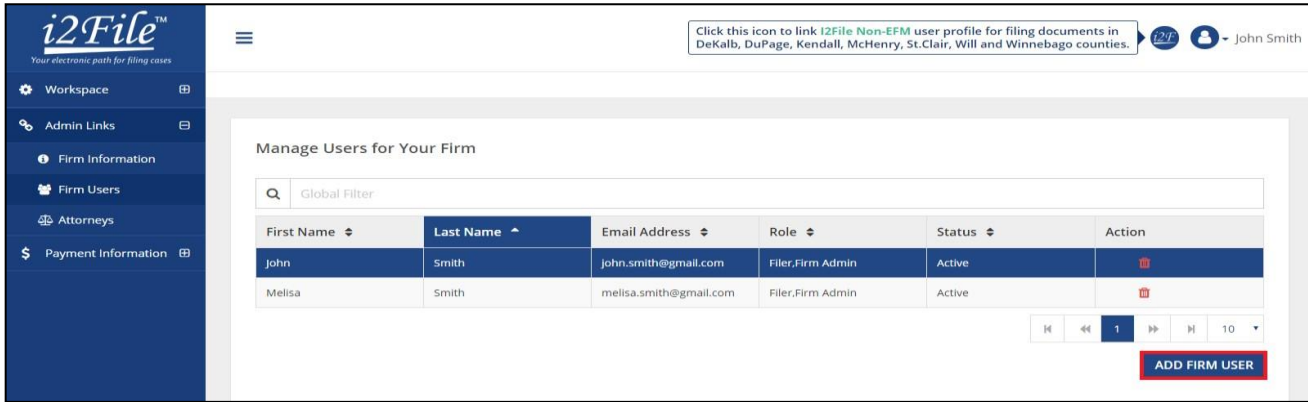 i2File™
Your electronic path for filing cases
Click this icon to link I2File Non-EFM user profile for filing documents in
DeKalb, DuPage, Kendall, McHenry, St.Clair, Will and Winnebago counties.
i2F
John Smith
Workspace
Admin Links
Firm Information
Firm Users
Attorneys
$ Payment Information
Manage Users for Your Firm
Global Filter
First Name Last Name Email Address Role Status Action
John Smith john.smith@gmail.com Filer,Firm Admin Active
Melisa Smith melisa.smith@gmail.com Filer,Firm Admin Active
1 10
ADD FIRM USER